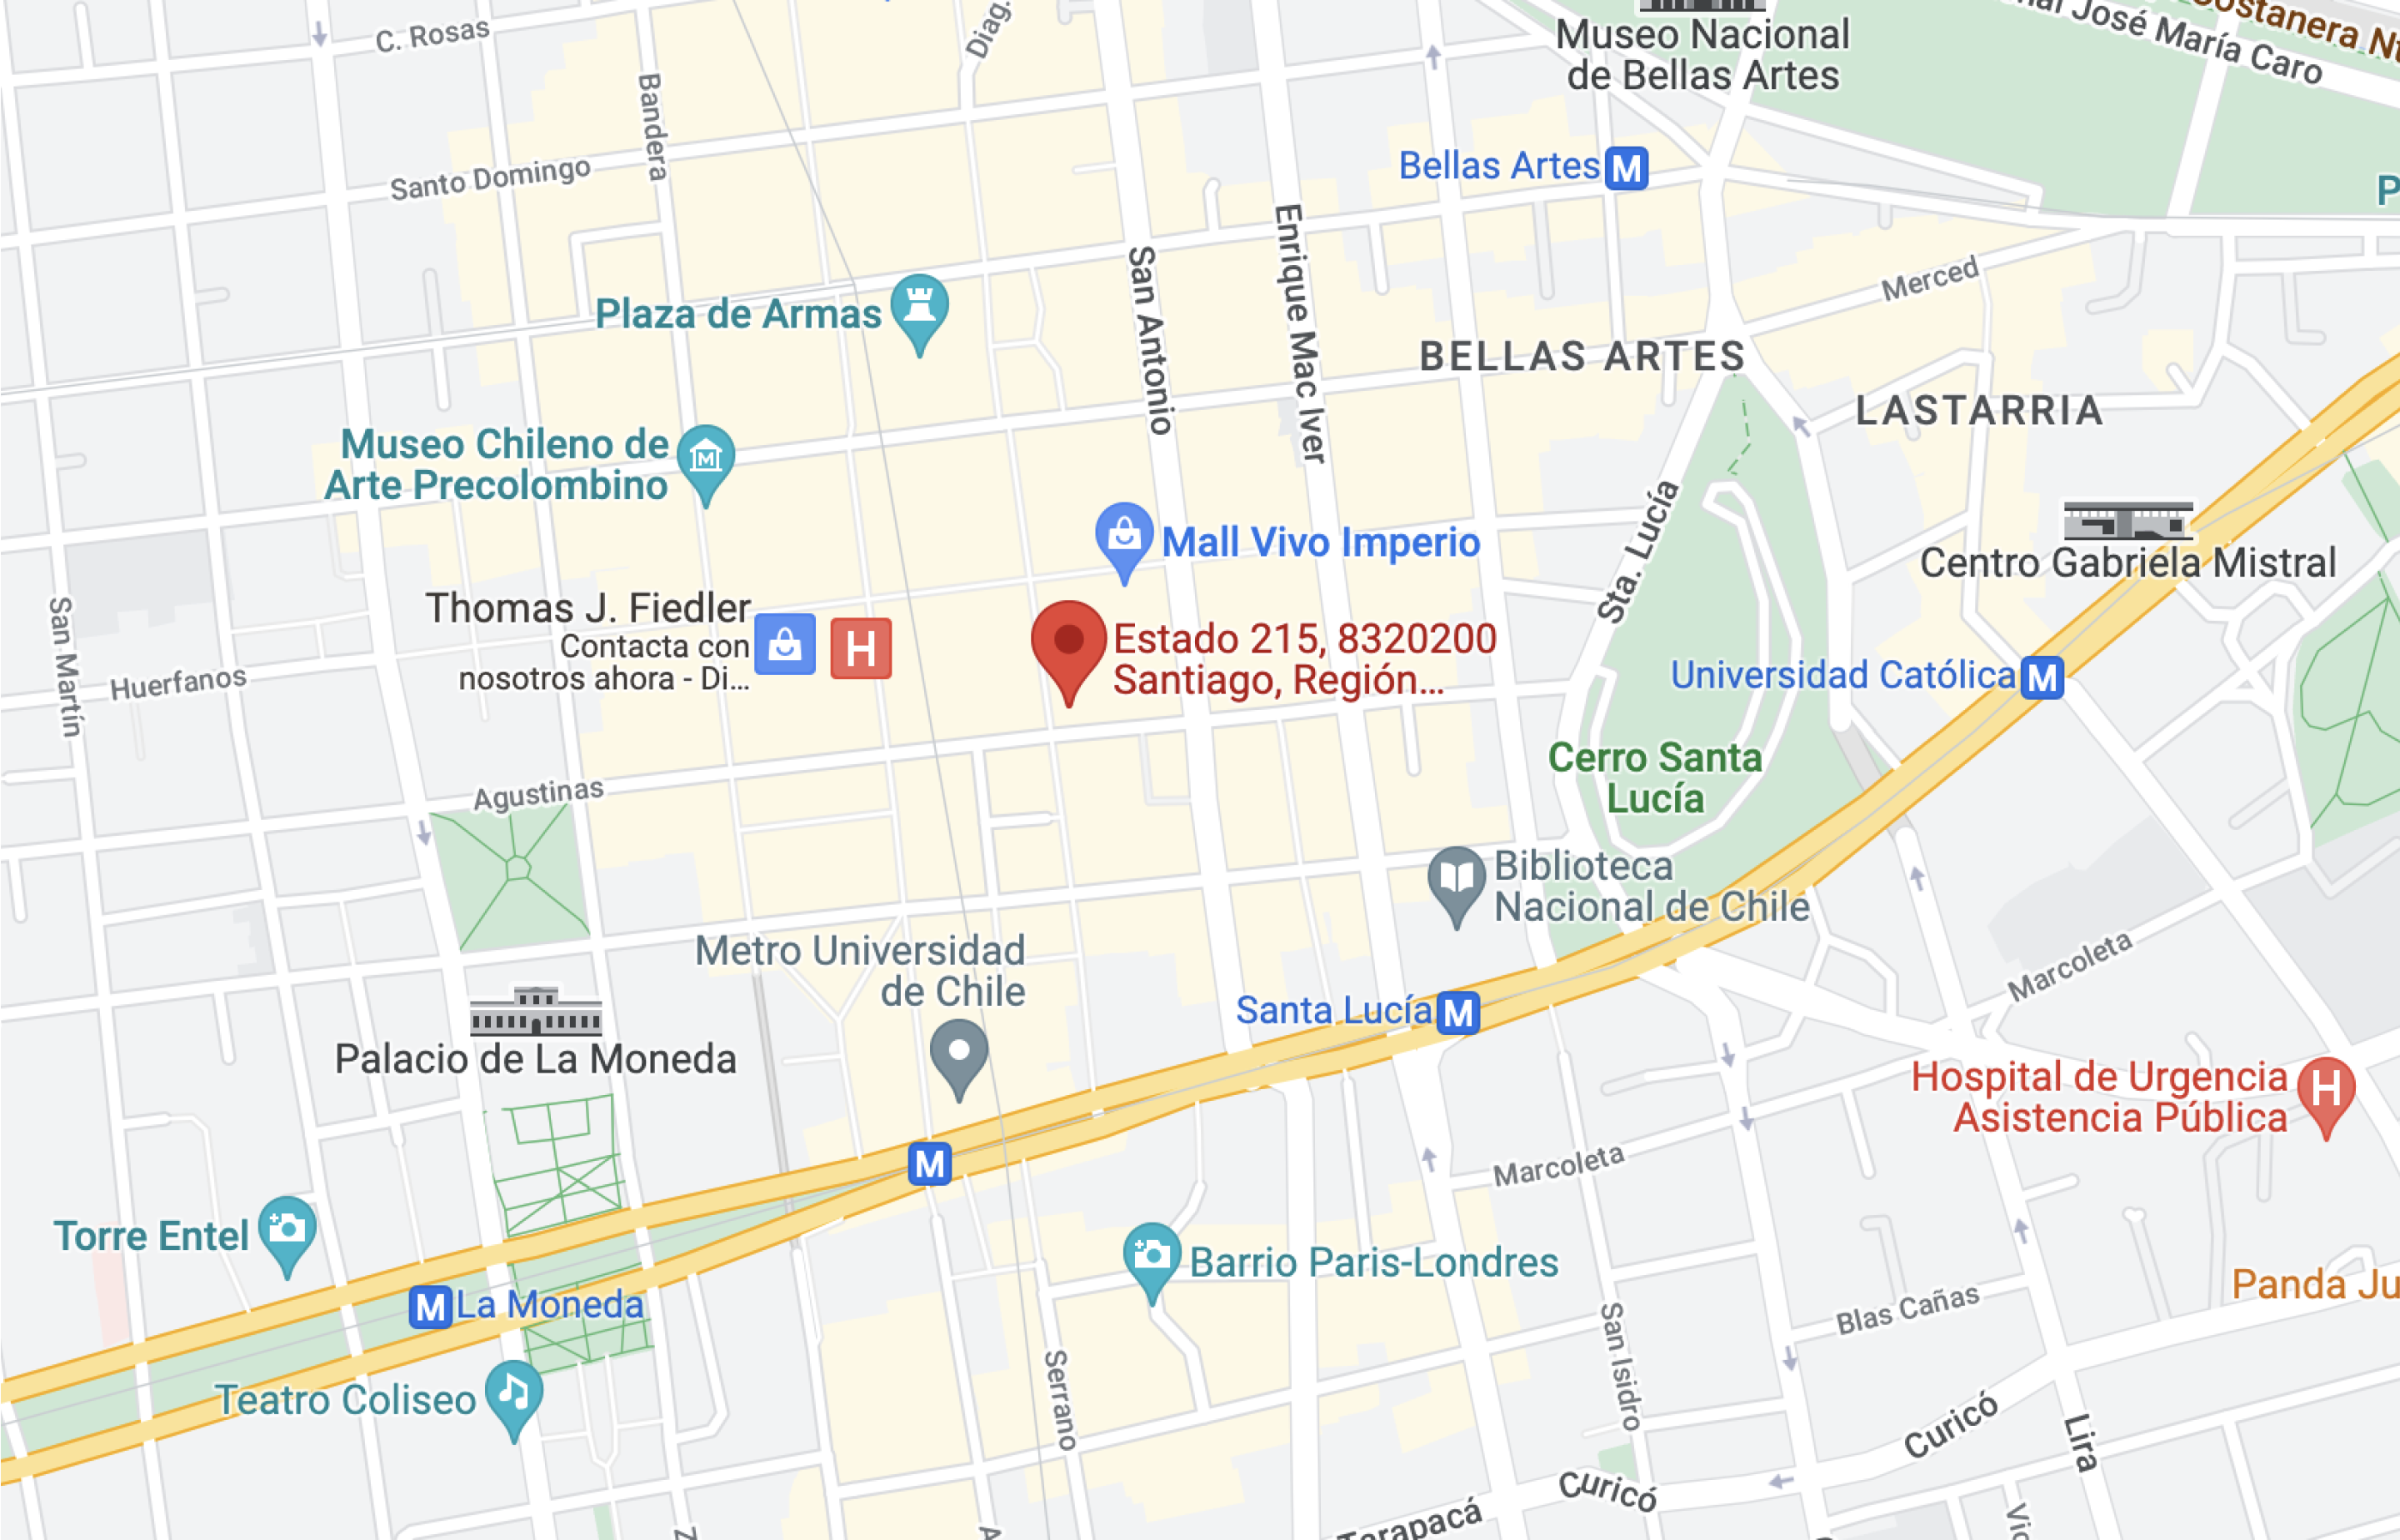 C. Rosas
Diag.
Bandera
Santo Domingo
Museo Nacional
de Bellas Artes
José María Caro
Costanera
Bellas Artes
M
San Antonio
Enrique Mac Iver
Merced
Plaza de Armas
BELLAS ARTES
LASTARRIA
Museo Chileno de
Arte Precolombino
M
Mall Vivo Imperio
Sta. Lucía
Centro Gabriela Mistral
San Martín
Huerfanos
Thomas J. Fiedler
Contacta con
nosotros ahora - Di...
H
Estado 215, 8320200
Santiago, Región...
Universidad Católica
M
Agustinas
Cerro Santa
Lucía
Biblioteca
Nacional de Chile
Metro Universidad
de Chile
Santa Lucía
M
Marcoleta
Palacio de La Moneda
Hospital de Urgencia
Asistencia Pública
H
M
Marcoleta
Torre Entel
Barrio Paris-Londres
Panda Ju
M
La Moneda
Blas Cañas
San Isidro
Teatro Coliseo
Serrano
Curicó
Lira
Curicó
Tarapacá